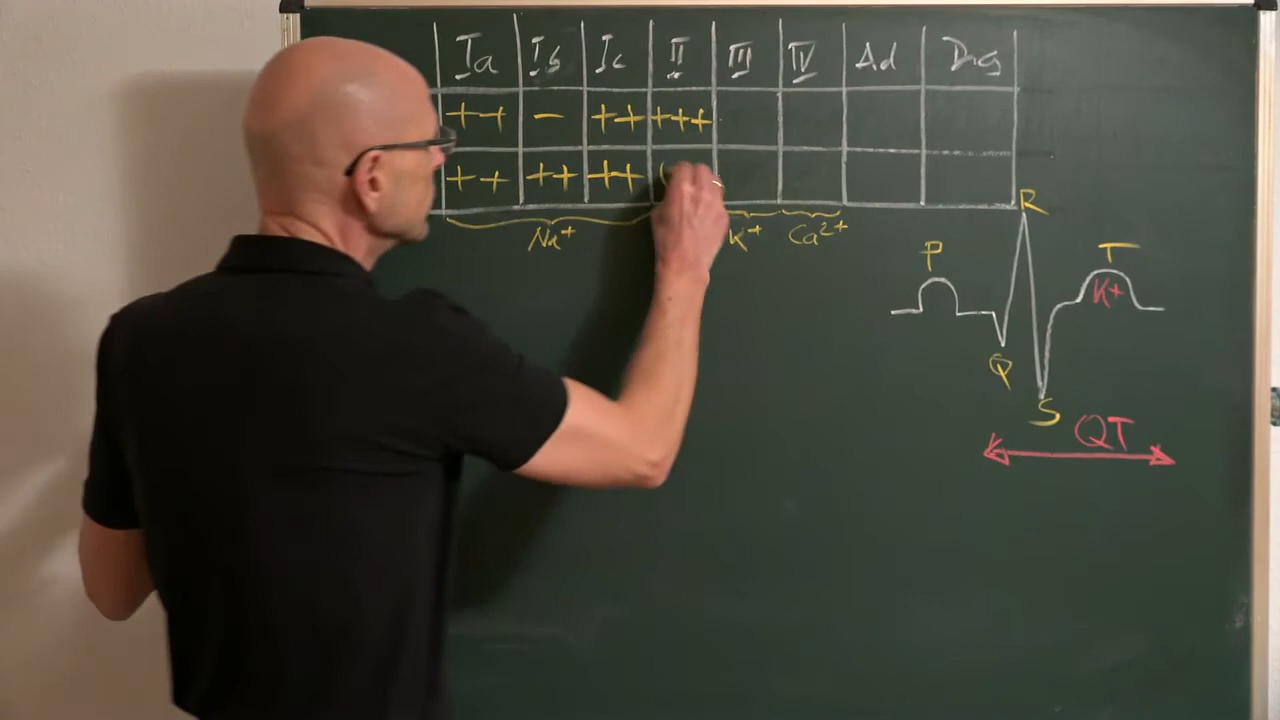 Ia Ib Ic II III IV Ad Dig
++ - ++ +++
++ ++ ++
Na+ K+ Ca2+
R
P T
K+
Q
S
QT